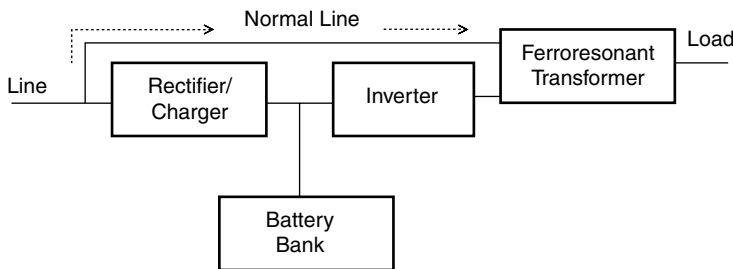 Normal Line
Line
Rectifier/
Charger
Inverter
Ferroresonant
Transformer
Load
Battery
Bank